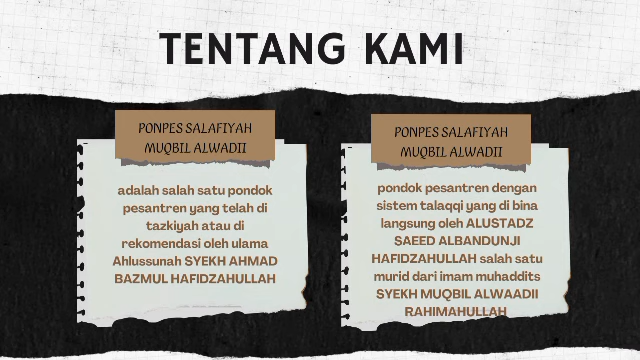 TENTANG KAMI
PONPES SALAFIYAH
MUQBIL ALWADII
adalah salah satu pondok
pesantren yang telah di
tazkiyah atau di
rekomendasi oleh ulama
Ahlussunah SYEKH AHMAD
BAZMUL HAFIDZAHULLAH
PONPES SALAFIYAH
MUQBIL ALWADII
pondok pesantren dengan
sistem talaqqi yang di bina
langsung oleh ALUSTADZ
SAEED ALBANDUNJI
HAFIDZAHULLAH salah satu
murid dari imam muhaddits
SYEKH MUQBIL ALWAADII
RAHIMAHULLAH